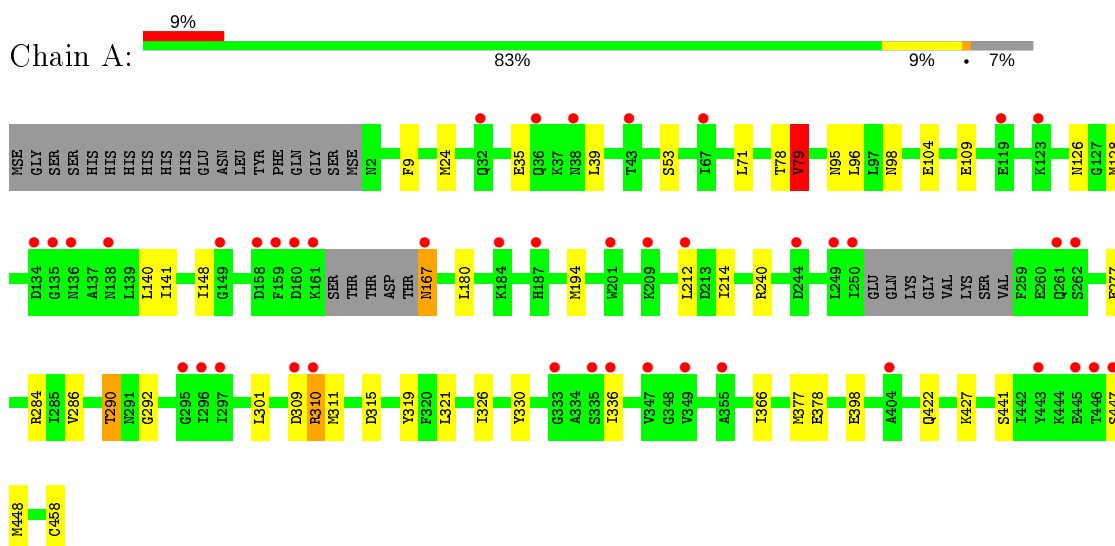 9%
Chain A:
83% 9% • 7%
MSE GLY SER SER HIS HIS HIS HIS HIS HIS GLU ASN LEU TYR PHE GLN GLY SER MSE N2 F9 M24 Q32 E35 Q36 K37 N38 L39 T43 S53 I67 L71 T78 V79 N95 L96 L97 N98 E104 E109 E119 K123 N126 G127 M128
D134 G135 N136 A137 N138 L139 L140 I141 I148 G149 D158 F159 D160 K161 SER THR THR ASP THR N167 L180 K184 H187 M194 W201 K209 L212 D213 I214 R240 D244 L249 I250 GLU GLN LYS GLY VAL LYS SER VAL F259 E260 Q261 S262 E277
R284 I285 V286 T290 N291 G292 G295 I296 I297 L301 D309 R310 M311 D315 Y319 F320 L321 I326 Y330 G333 A334 S335 I336 V347 G348 V349 A355 I366 M377 E378 E398 A404 Q422 K427 S441 I442 Y443 K444 E445 T446 S447
M448 C458